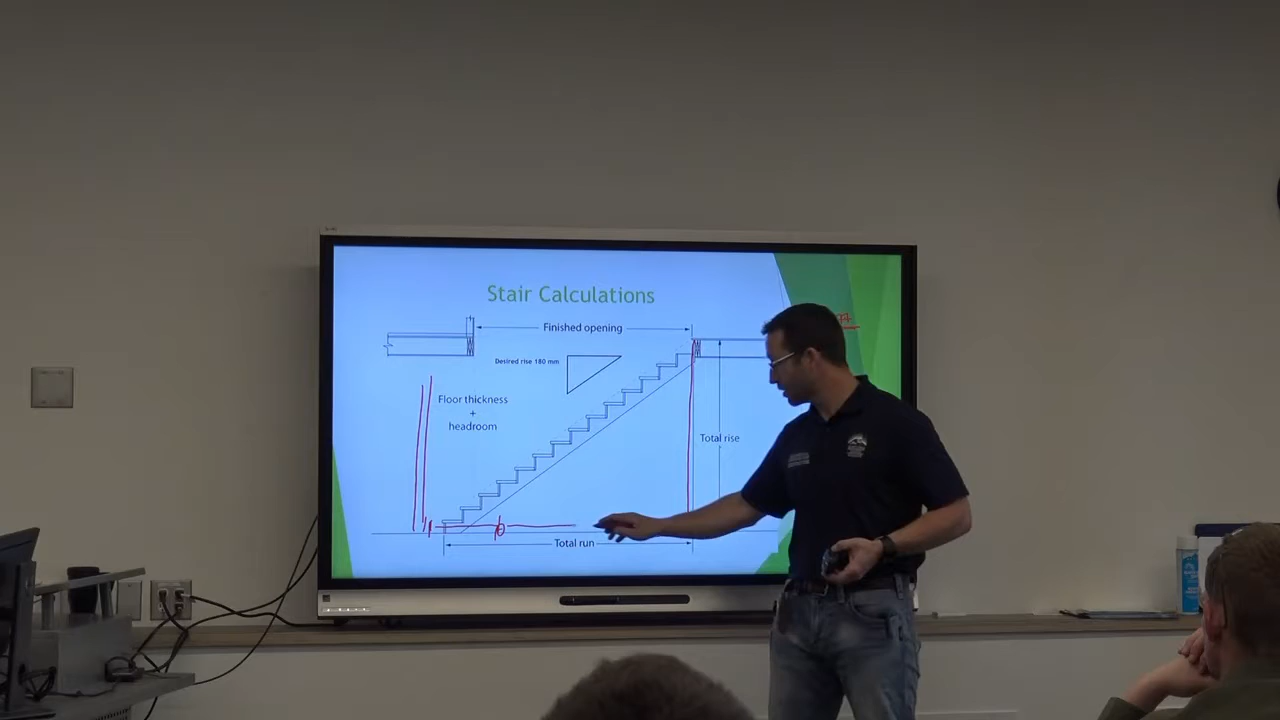 Stair Calculations
Finished opening
Desired rise 180 mm
Floor thickness
+
headroom
Total rise
Total run